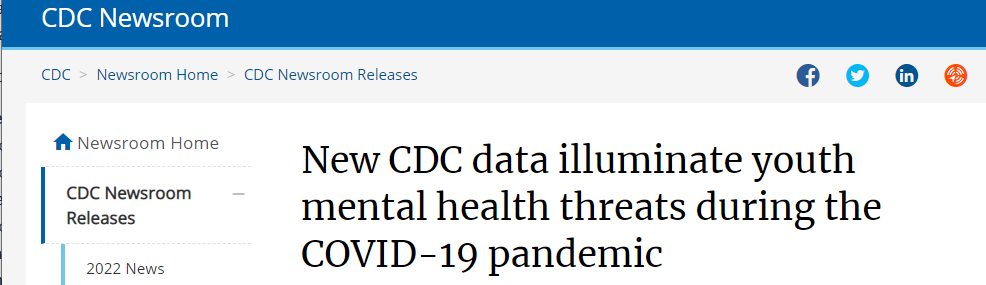 CDC Newsroom
CDC > Newsroom Home > CDC Newsroom Releases
Newsroom Home
CDC Newsroom
Releases
2022 News
New CDC data illuminate youth
mental health threats during the
COVID-19 pandemic